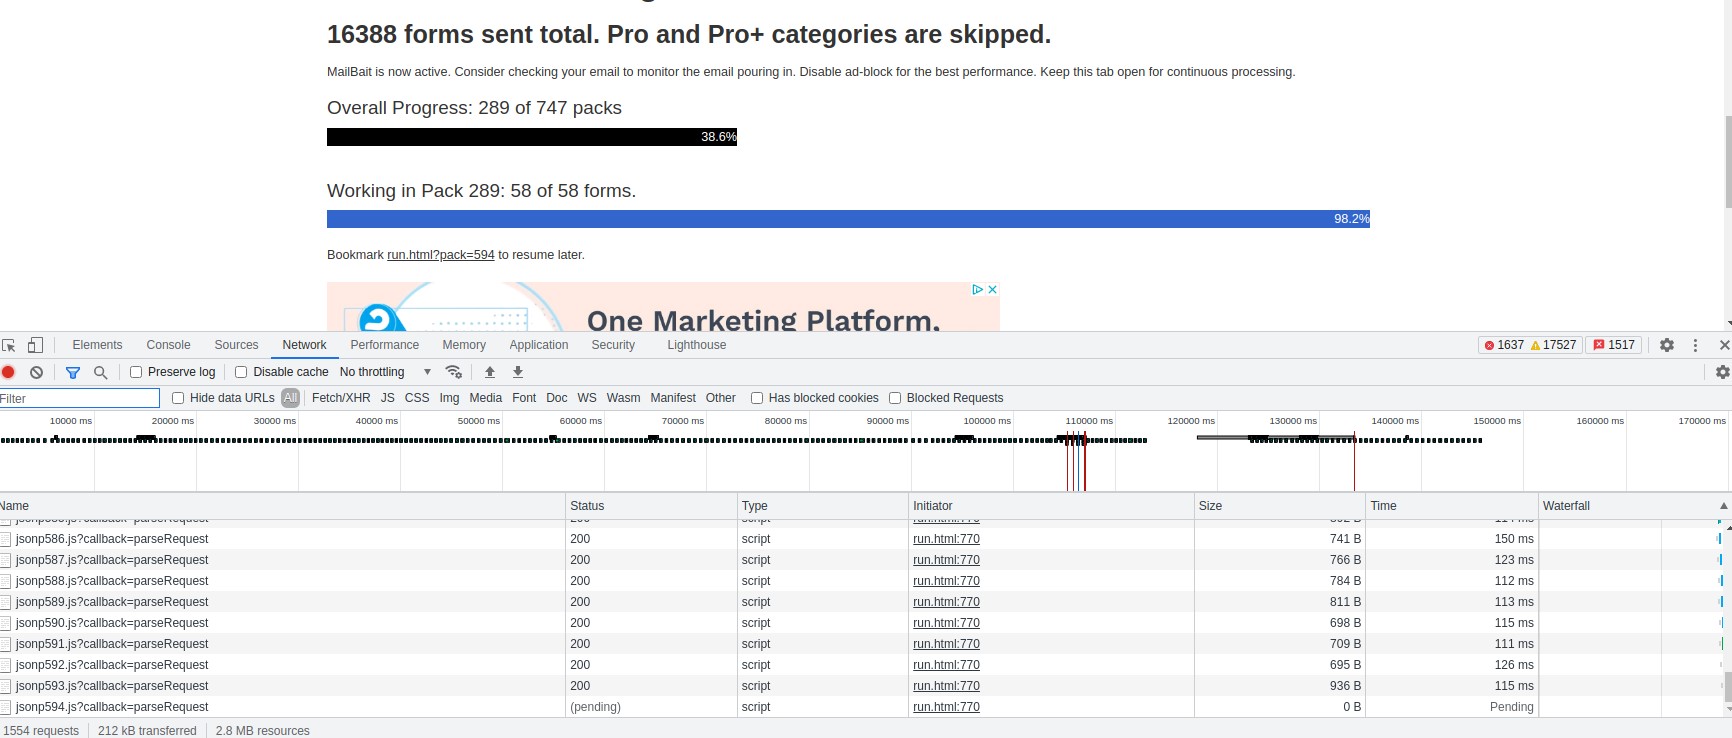 16388 forms sent total. Pro and Pro+ categories are skipped.
MailBait is now active. Consider checking your email to monitor the email pouring in. Disable ad-block for the best performance. Keep this tab open for continuous processing.
Overall Progress: 289 of 747 packs
38.6%
Working in Pack 289: 58 of 58 forms.
98.2%
Bookmark run.html?pack=594 to resume later.
One Marketing Platform,
Elements Console Sources Network Performance Memory Application Security Lighthouse 1637 17527 1517
Preserve log Disable cache No throttling
Filter Hide data URLs All Fetch/XHR JS CSS Img Media Font Doc WS Wasm Manifest Other Has blocked cookies Blocked Requests
10000 ms 20000 ms 30000 ms 40000 ms 50000 ms 60000 ms 70000 ms 80000 ms 90000 ms 100000 ms 110000 ms 120000 ms 130000 ms 140000 ms 150000 ms 160000 ms 170000 ms
Name Status Type Initiator Size Time Waterfall
jsonp586.js?callback=parseRequest 200 script run.html:770 741 B 150 ms
jsonp587.js?callback=parseRequest 200 script run.html:770 766 B 123 ms
jsonp588.js?callback=parseRequest 200 script run.html:770 784 B 112 ms
jsonp589.js?callback=parseRequest 200 script run.html:770 811 B 113 ms
jsonp590.js?callback=parseRequest 200 script run.html:770 698 B 115 ms
jsonp591.js?callback=parseRequest 200 script run.html:770 709 B 111 ms
jsonp592.js?callback=parseRequest 200 script run.html:770 695 B 126 ms
jsonp593.js?callback=parseRequest 200 script run.html:770 936 B 115 ms
jsonp594.js?callback=parseRequest (pending) script run.html:770 0 B Pending
1554 requests 212 kB transferred 2.8 MB resources